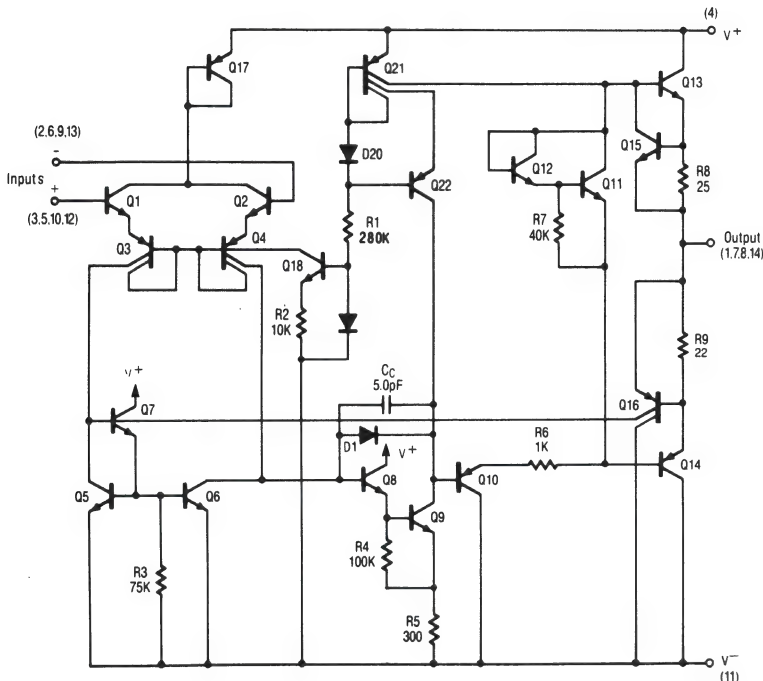 (4)
V+
Q17
Q21
Q13
(2.6.9.13)
-
Inputs
+
(3.5.10.12)
D20
Q15
Q12
Q11
R8
25
Q1
Q2
Q22
R1
280K
R7
40K
Output
(1.7.8.14)
Q3
Q4
Q18
R2
10K
R9
22
CC
5.0pF
V+
Q7
Q16
D1
V+
R6
1K
Q5
Q6
Q8
Q10
Q14
Q9
R3
75K
R4
100K
R5
300
V−
(11)